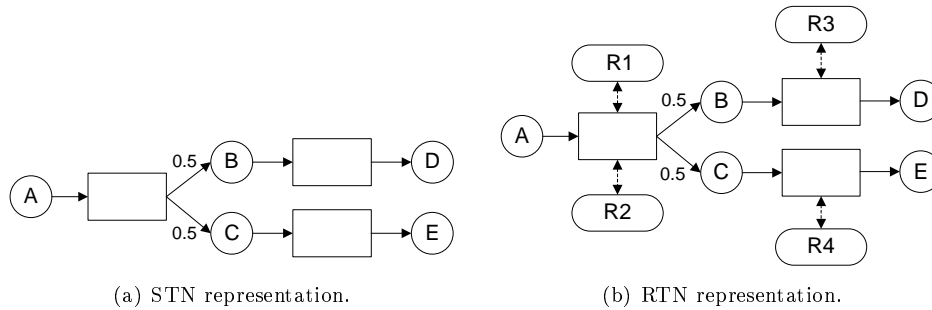 R3
R1
0.5
B
D
A
0.5
C
E
R2
R4
0.5
B
D
A
0.5
C
E
(a) STN representation.
(b) RTN representation.